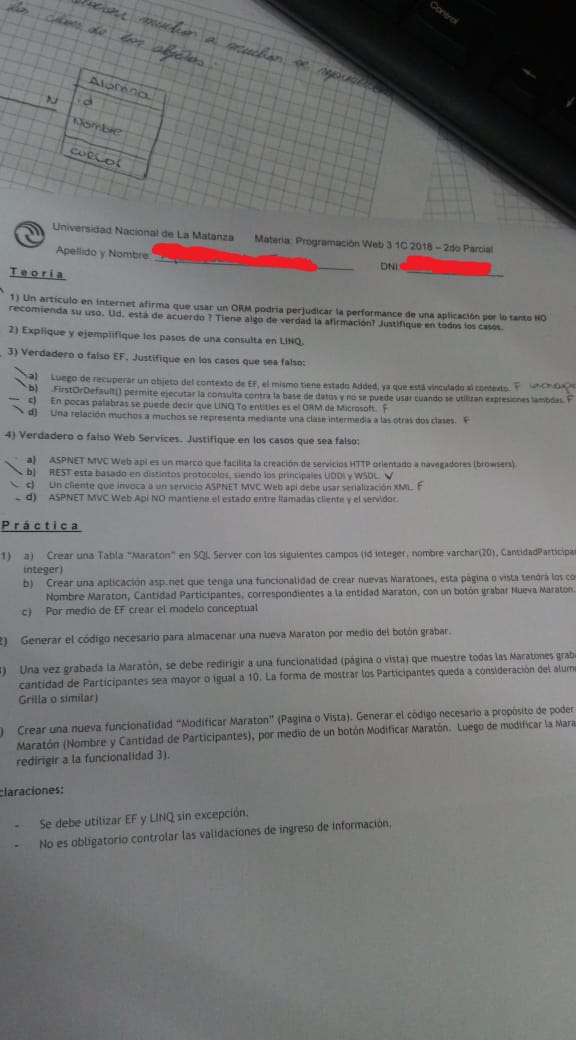 muchos a muchos se representan
la clase de los objetos.
Alumno
id
N
Nombre
cursos
Control
Universidad Nacional de La Matanza Materia: Programación Web 3 1C 2018 – 2do Parcial
Apellido y Nombre:
DNI:
Teoría
1) Un artículo en internet afirma que usar un ORM podría perjudicar la performance de una aplicación por lo tanto NO
recomienda su uso. Ud. está de acuerdo ? Tiene algo de verdad la afirmación? Justifique en todos los casos.
2) Explique y ejemplifique los pasos de una consulta en LINQ.
3) Verdadero o falso EF. Justifique en los casos que sea falso:
a) Luego de recuperar un objeto del contexto de EF, el mismo tiene estado Added, ya que está vinculado al contexto. F
b) .FirstOrDefault() permite ejecutar la consulta contra la base de datos y no se puede usar cuando se utilizan expresiones lambdas. F
c) En pocas palabras se puede decir que LINQ To entities es el ORM de Microsoft. F
d) Una relación muchos a muchos se representa mediante una clase intermedia a las otras dos clases. F
4) Verdadero o falso Web Services. Justifique en los casos que sea falso:
a) ASPNET MVC Web api es un marco que facilita la creación de servicios HTTP orientado a navegadores (browsers).
b) REST esta basado en distintos protocolos, siendo los principales UDDI y WSDL. V
c) Un cliente que invoca a un servicio ASPNET MVC Web api debe usar serialización XML. F
d) ASPNET MVC Web Api NO mantiene el estado entre llamadas cliente y el servidor.
Práctica
1) a) Crear una Tabla "Maraton" en SQL Server con los siguientes campos (id integer, nombre varchar(20), CantidadParticipa
integer)
b) Crear una aplicación asp.net que tenga una funcionalidad de crear nuevas Maratones, esta página o vista tendrá los co
Nombre Maraton, Cantidad Participantes, correspondientes a la entidad Maraton, con un botón grabar Nueva Maraton.
c) Por medio de EF crear el modelo conceptual
2) Generar el código necesario para almacenar una nueva Maraton por medio del botón grabar.
) Una vez grabada la Maratón, se debe redirigir a una funcionalidad (página o vista) que muestre todas las Maratones grab
cantidad de Participantes sea mayor o igual a 10. La forma de mostrar los Participantes queda a consideración del alum
Grilla o similar)
) Crear una nueva funcionalidad "Modificar Maraton" (Pagina o Vista). Generar el código necesario a propósito de poder
Maratón (Nombre y Cantidad de Participantes), por medio de un botón Modificar Maratón. Luego de modificar la Mara
redirigir a la funcionalidad 3).
claraciones:
- Se debe utilizar EF y LINQ sin excepción.
- No es obligatorio controlar las validaciones de ingreso de información.